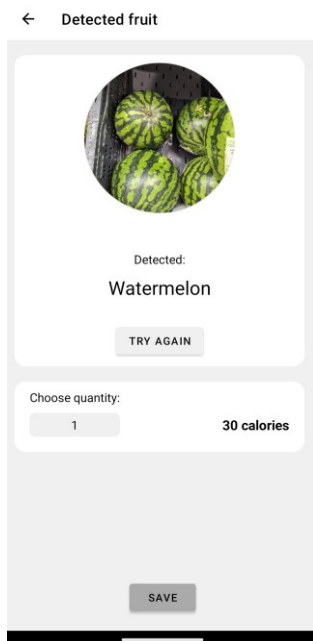 Detected fruit
Detected:
Watermelon
TRY AGAIN
Choose quantity:
1
30 calories
SAVE